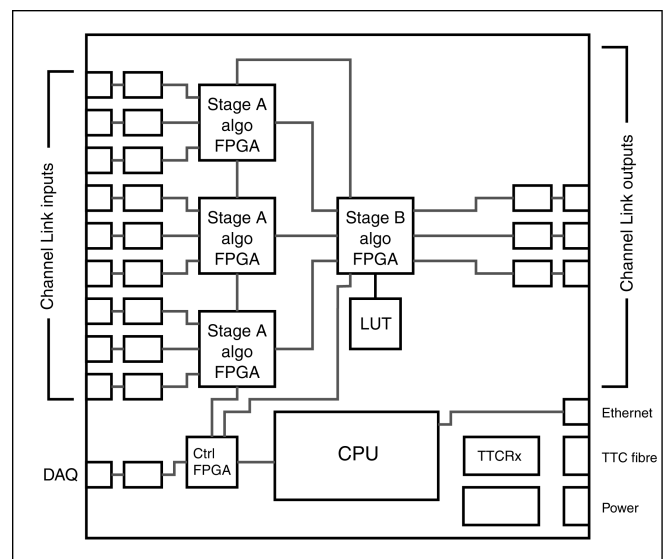 Channel Link inputs
Stage A
algo
FPGA
Stage A
algo
FPGA
Stage A
algo
FPGA
Stage B
algo
FPGA
LUT
Channel Link outputs
DAQ
Ctrl
FPGA
CPU
TTCRx
Ethernet
TTC fibre
Power